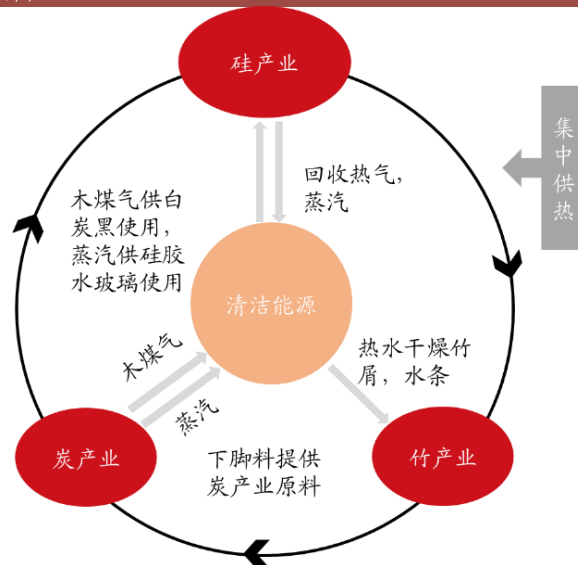 硅产业
集中供热
回收热气，
蒸汽
木煤气供白
炭黑使用，
蒸汽供硅胶
水玻璃使用
清洁能源
热水干燥竹
屑，水条
木煤气
蒸汽
炭产业
下脚料提供
炭产业原料
竹产业